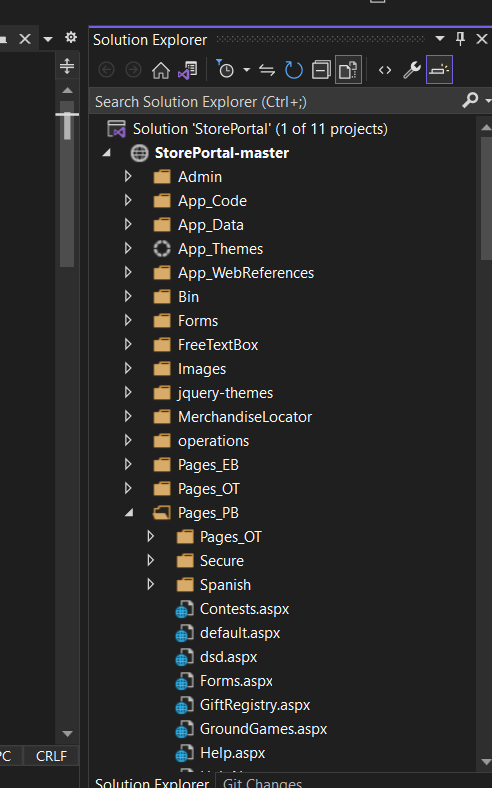 Solution Explorer
Search Solution Explorer (Ctrl+;)
Solution 'StorePortal' (1 of 11 projects)
StorePortal-master
Admin
App_Code
App_Data
App_Themes
App_WebReferences
Bin
Forms
FreeTextBox
Images
jquery-themes
MerchandiseLocator
operations
Pages_EB
Pages_OT
Pages_PB
Pages_OT
Secure
Spanish
Contests.aspx
default.aspx
dsd.aspx
Forms.aspx
GiftRegistry.aspx
GroundGames.aspx
Help.aspx
PC CRLF
Solution Explorer Git Changes